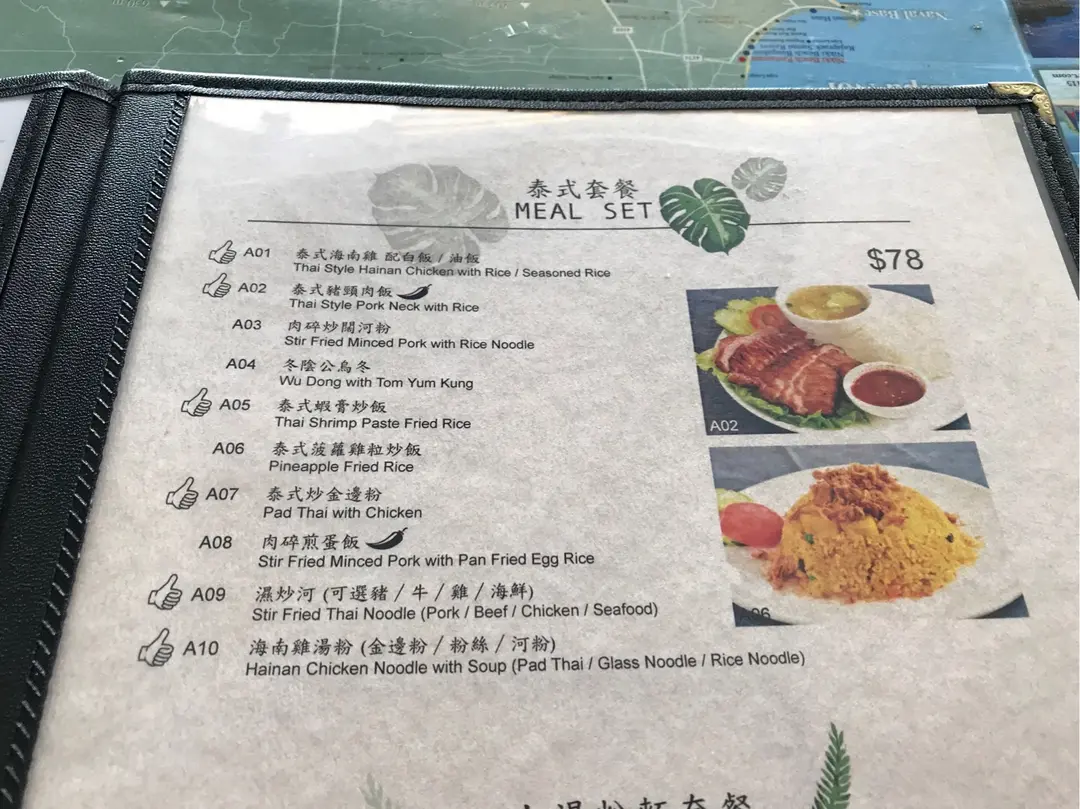 泰式套餐
MEAL SET
$78
A01 泰式海南雞 配白飯 / 油飯
Thai Style Hainan Chicken with Rice / Seasoned Rice
A02 泰式豬頸肉飯
Thai Style Pork Neck with Rice
A03 肉碎炒闊河粉
Stir Fried Minced Pork with Rice Noodle
A04 冬陰公烏冬
Wu Dong with Tom Yum Kung
A05 泰式蝦膏炒飯
Thai Shrimp Paste Fried Rice
A06 泰式菠蘿雞粒炒飯
Pineapple Fried Rice
A07 泰式炒金邊粉
Pad Thai with Chicken
A08 肉碎煎蛋飯
Stir Fried Minced Pork with Pan Fried Egg Rice
A09 濕炒河 (可選豬 / 牛 / 雞 / 海鮮)
Stir Fried Thai Noodle (Pork / Beef / Chicken / Seafood)
A10 海南雞湯粉 (金邊粉 / 粉絲 / 河粉)
Hainan Chicken Noodle with Soup (Pad Thai / Glass Noodle / Rice Noodle)
A02
06
Naval Base